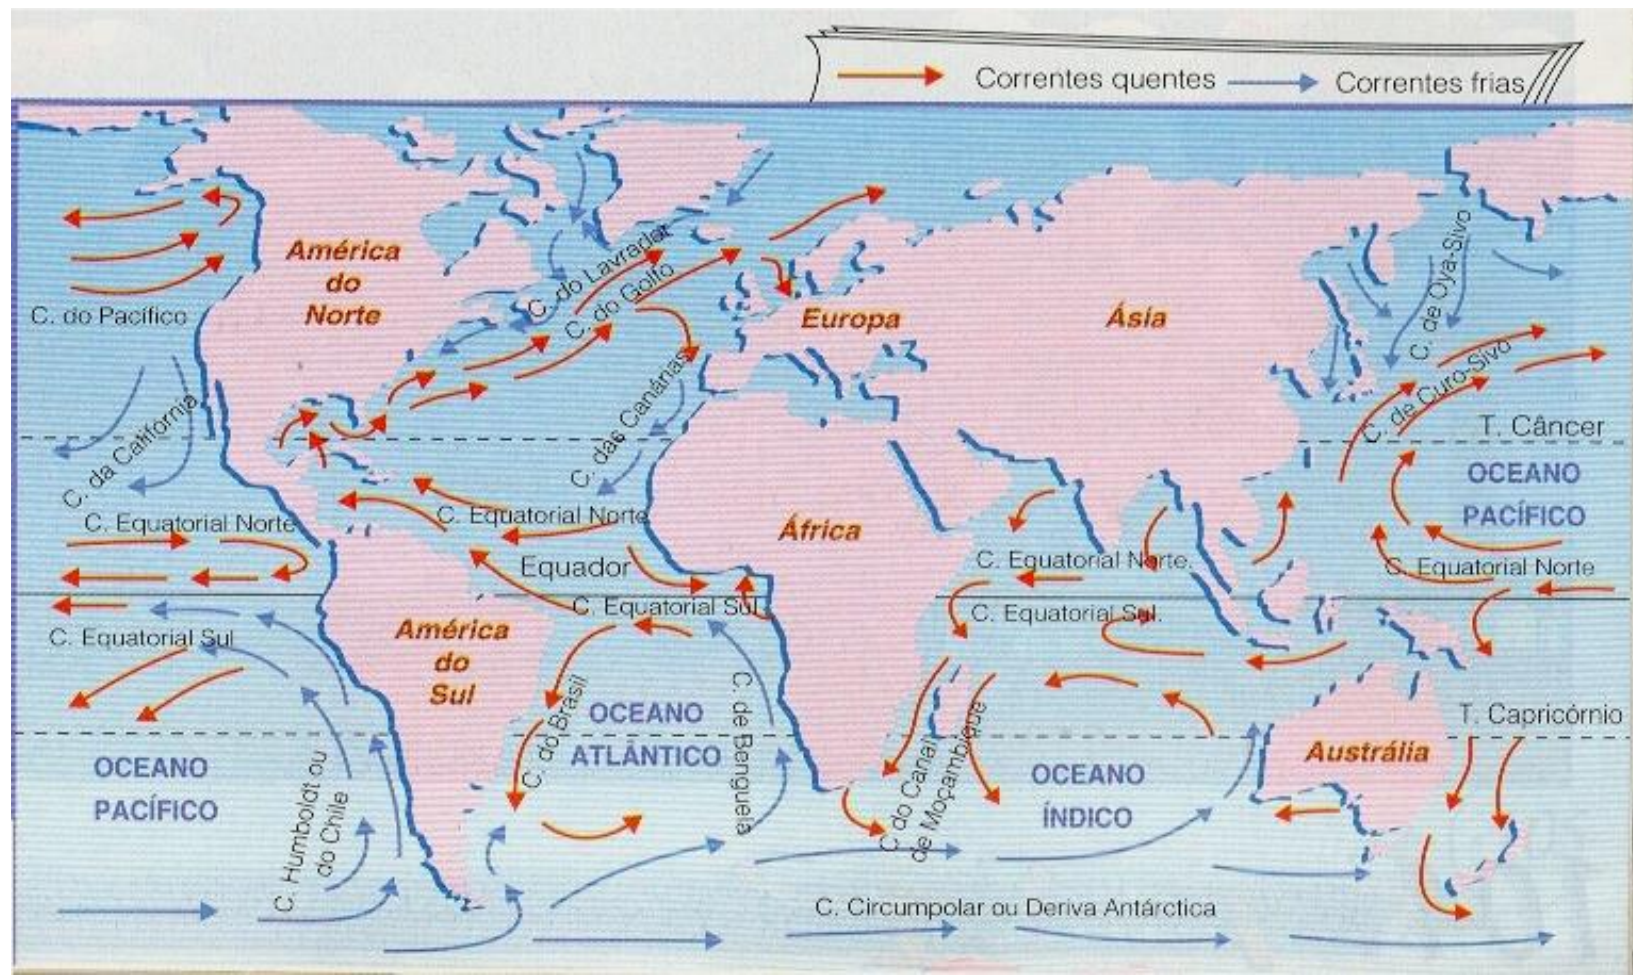 Correntes quentes
Correntes frias
América
do
Norte
Europa
Ásia
C. do Lavrador
C. do Golfo
C. de Oya-Sivo
C. do Pacífico
C. da California
C. das Canárias
C. de Curo-Sivo
T. Câncer
OCEANO
PACÍFICO
C. Equatorial Norte
C. Equatorial Norte
África
C. Equatorial Norte.
C. Equatorial Norte
Equador
C. Equatorial Sul
C. Equatorial Sul.
C. Equatorial Sul
América
do
Sul
C. do Brasil
OCEANO
ATLÂNTICO
C. de Benguela
C. do Canal
de Moçambique
T. Capricórnio
Austrália
OCEANO
PACÍFICO
C. Humboldt ou
do Chile
OCEANO
ÍNDICO
C. Circumpolar ou Deriva Antárctica